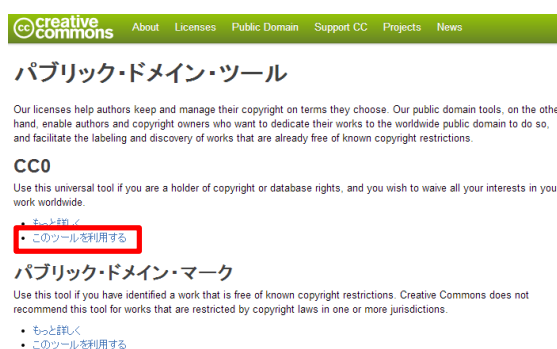 cc creative commons About Licenses Public Domain Support CC Projects News
パブリック・ドメイン・ツール
Our licenses help authors keep and manage their copyright on terms they choose. Our public domain tools, on the othe
hand, enable authors and copyright owners who want to dedicate their works to the worldwide public domain to do so,
and facilitate the labeling and discovery of works that are already free of known copyright restrictions.
CC0
Use this universal tool if you are a holder of copyright or database rights, and you wish to waive all your interests in you
work worldwide.
もっと詳しく
このツールを利用する
パブリック・ドメイン・マーク
Use this tool if you have identified a work that is free of known copyright restrictions. Creative Commons does not
recommend this tool for works that are restricted by copyright laws in one or more jurisdictions.
もっと詳しく
このツールを利用する